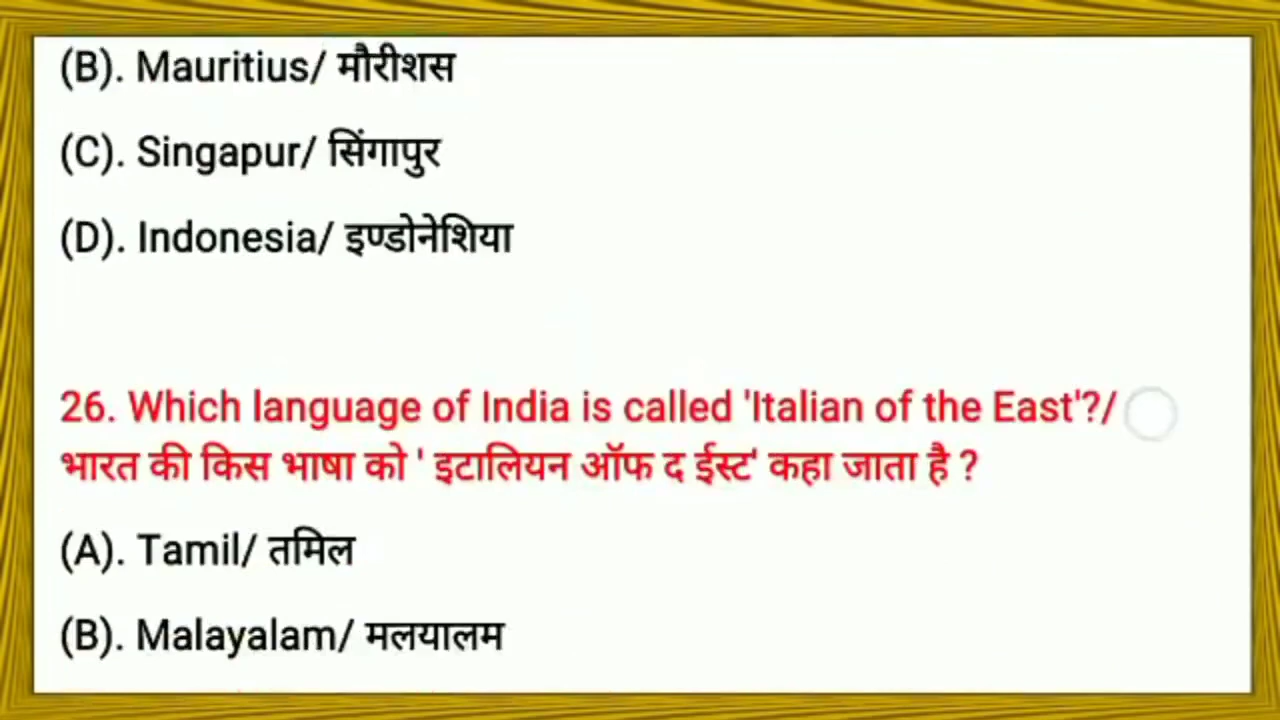 (B). Mauritius/ मौरीशस
(C). Singapur/ सिंगापुर
(D). Indonesia/ इण्डोनेशिया
26. Which language of India is called 'Italian of the East'?/
भारत की किस भाषा को ' इटालियन ऑफ द ईस्ट' कहा जाता है ?
(A). Tamil/ तमिल
(B). Malayalam/ मलयालम